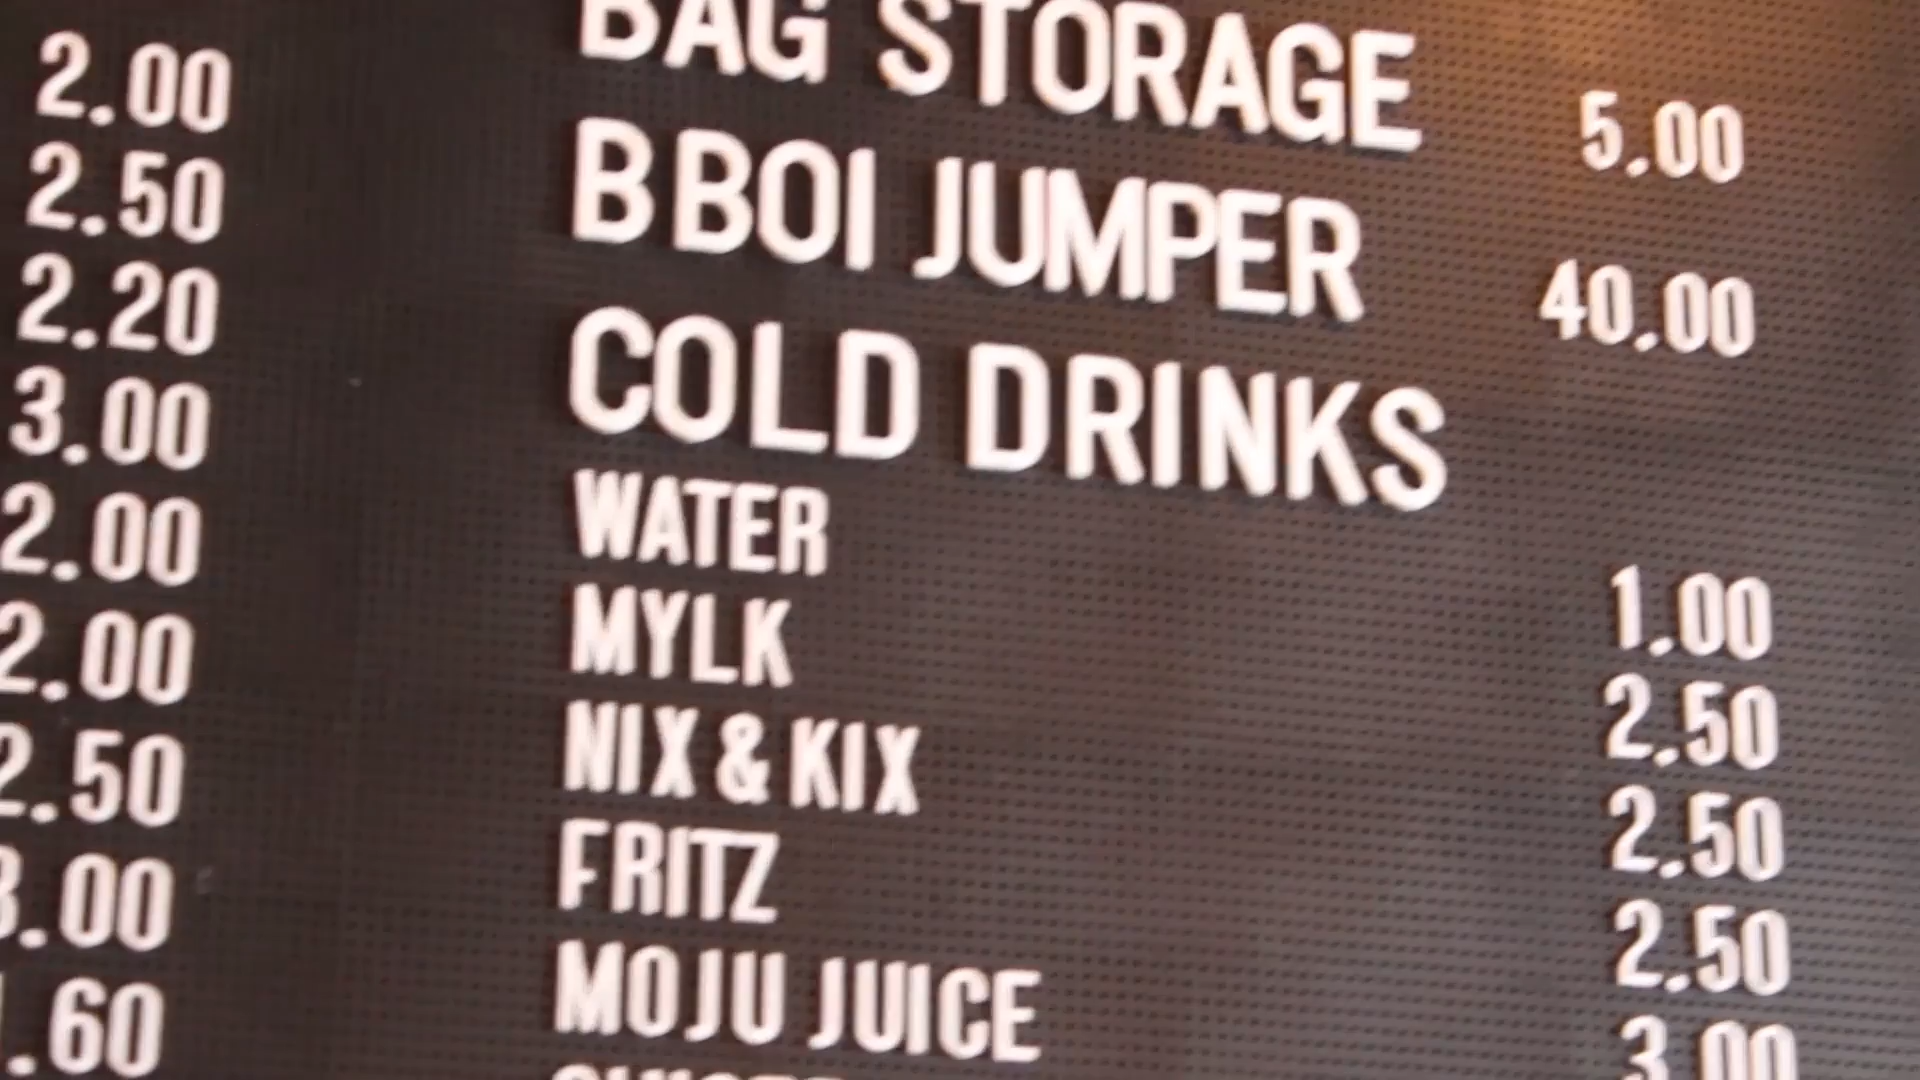 2.00
2.50
2.20
3.00
2.00
2.00
2.50
3.00
.60
BAG STORAGE 5.00
BBOI JUMPER 40.00
COLD DRINKS
WATER 1.00
MYLK 2.50
NIX & KIX 2.50
FRITZ 2.50
MOJU JUICE 3.00